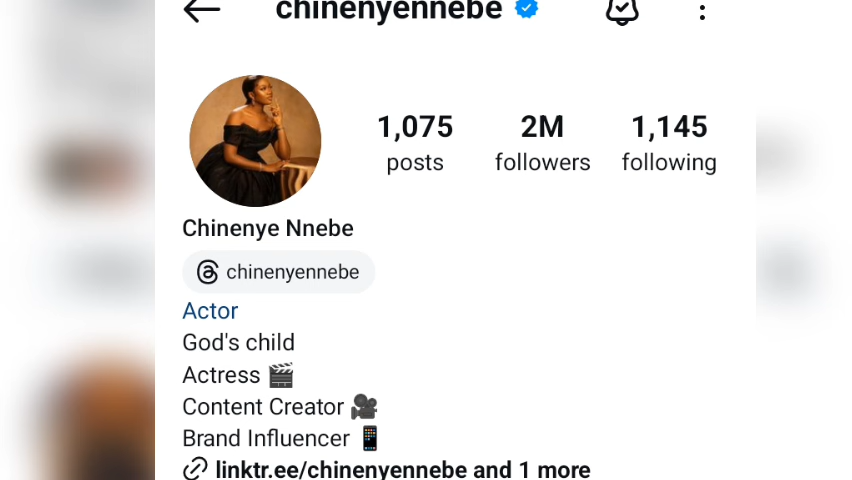 chinenyennebe
1,075 2M 1,145
posts followers following
Chinenye Nnebe
chinenyennebe
Actor
God's child
Actress 🎬
Content Creator 🎥
Brand Influencer 📱
linktr.ee/chinenyennebe and 1 more